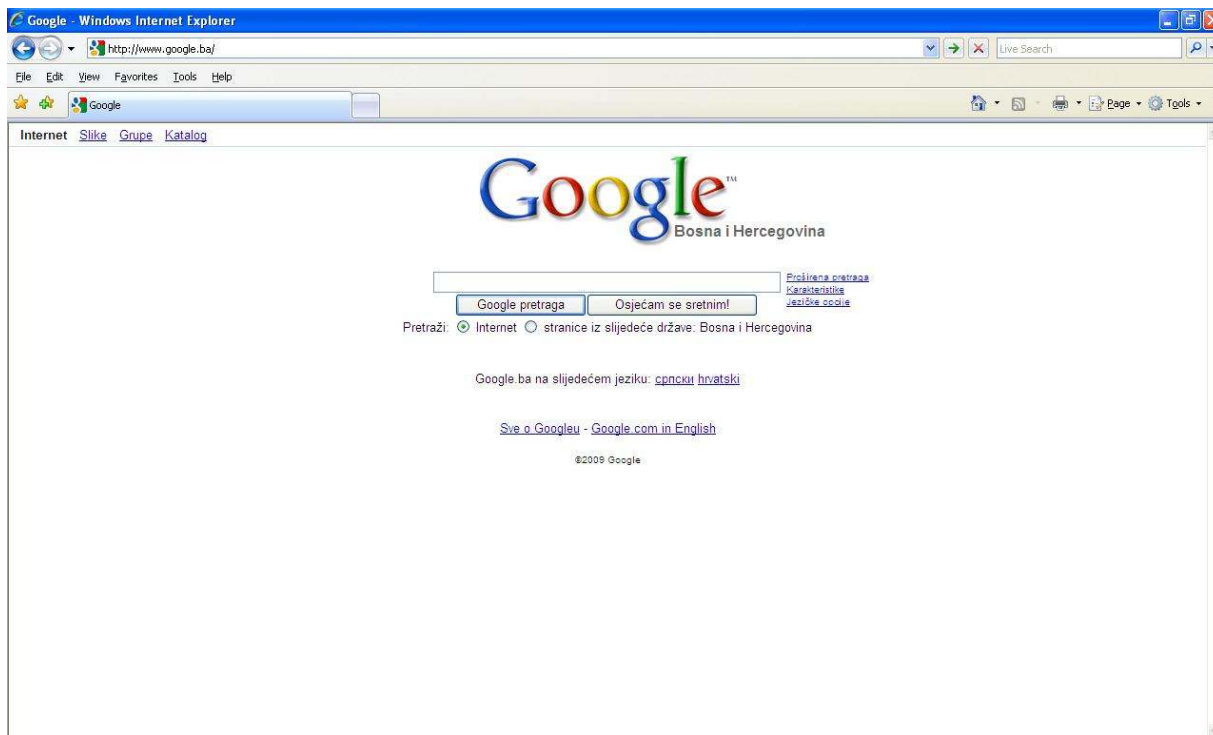 Google - Windows Internet Explorer
http://www.google.ba/
Live Search
File Edit View Favorites Tools Help
Google
Page Tools
Internet Slike Grupe Katalog
Google™
Bosna i Hercegovina
Proširena pretraga
Karakteristike
Jezičke opcije
Google pretraga Osjećam se sretnim!
Pretraži: Internet stranice iz slijedeće države: Bosna i Hercegovina
Google.ba na slijedećem jeziku: српски hrvatski
Sve o Googleu - Google.com in English
©2009 Google